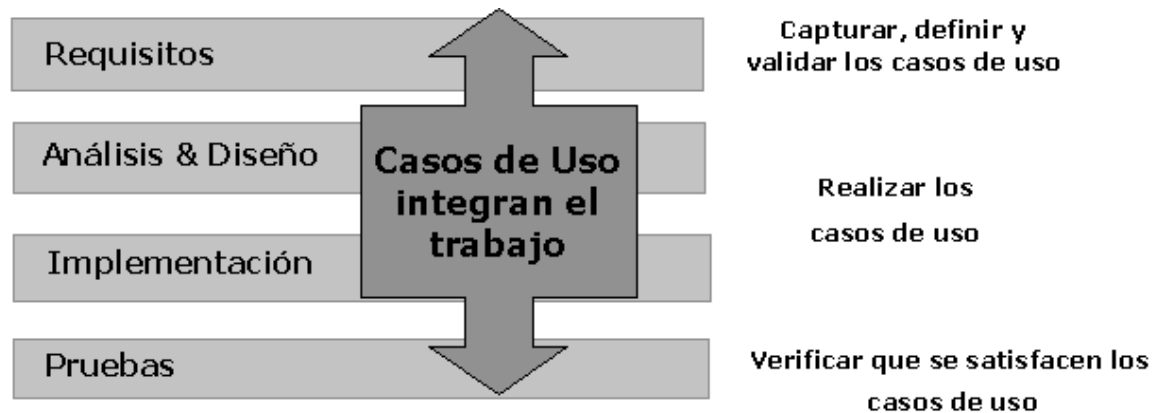 Requisitos
Capturar, definir y
validar los casos de uso
Análisis & Diseño
Casos de Uso
integran el
trabajo
Realizar los
casos de uso
Implementación
Pruebas
Verificar que se satisfacen los
casos de uso